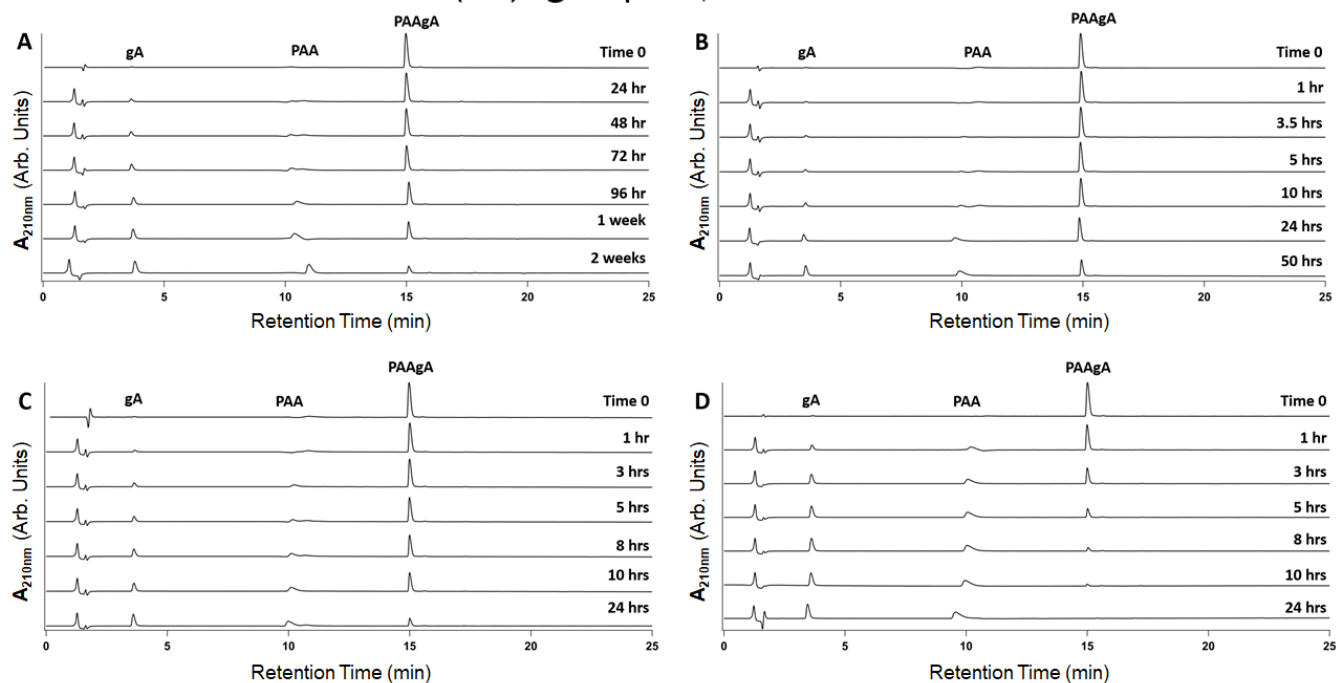 PAAgA
A
gA
PAA
Time 0
24 hr
48 hr
72 hr
96 hr
1 week
2 weeks
A210nm (Arb. Units)
0 5 10 15 20 25
Retention Time (min)
PAAgA
B
gA
PAA
Time 0
1 hr
3.5 hrs
5 hrs
10 hrs
24 hrs
50 hrs
A210nm (Arb. Units)
0 5 10 15 20 25
Retention Time (min)
PAAgA
C
gA
PAA
Time 0
1 hr
3 hrs
5 hrs
8 hrs
10 hrs
24 hrs
A210nm (Arb. Units)
0 5 10 15 20 25
Retention Time (min)
PAAgA
D
gA
PAA
Time 0
1 hr
3 hrs
5 hrs
8 hrs
10 hrs
24 hrs
A210nm (Arb. Units)
0 5 10 15 20 25
Retention Time (min)